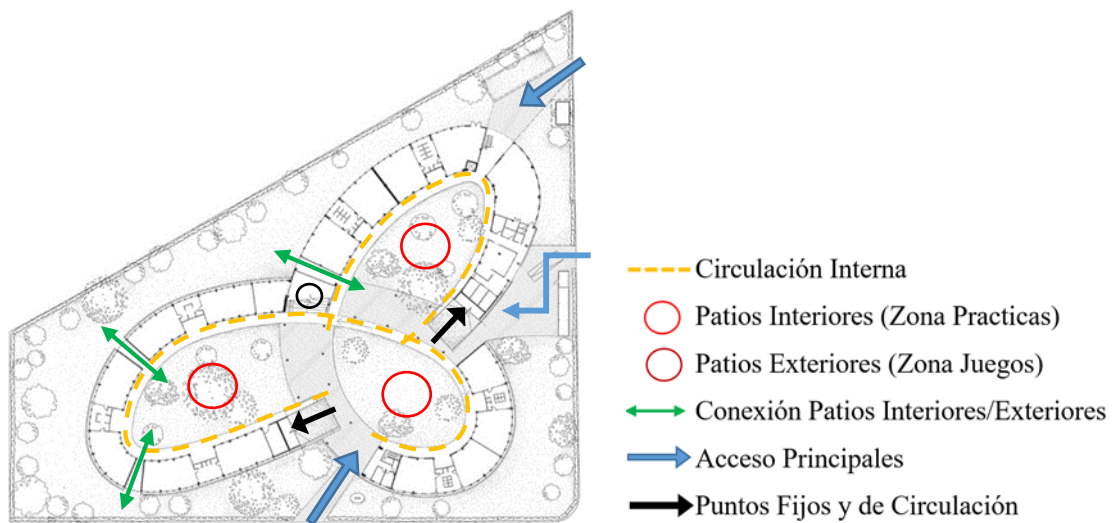 Circulación Interna
Patios Interiores (Zona Practicas)
Patios Exteriores (Zona Juegos)
Conexión Patios Interiores/Exteriores
Acceso Principales
Puntos Fijos y de Circulación